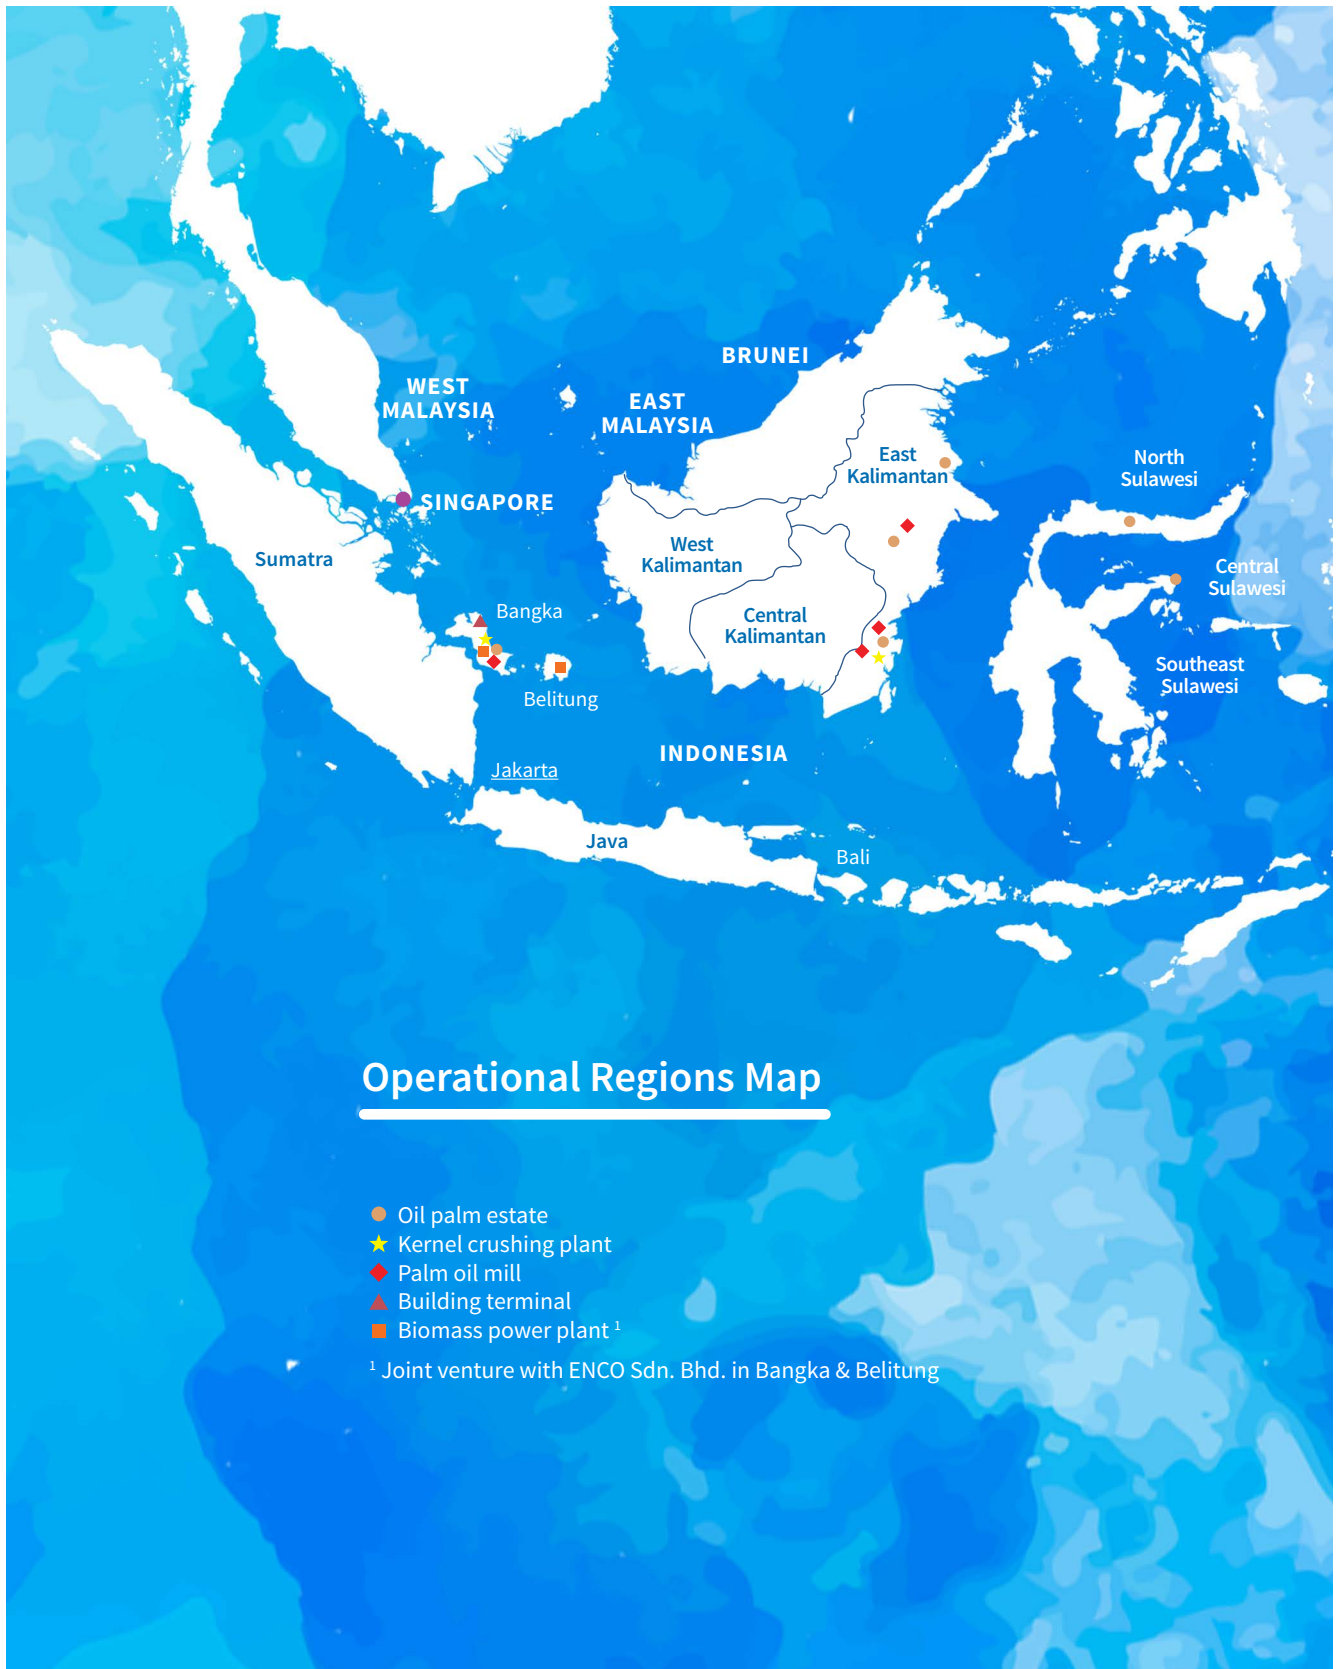 BRUNEI
WEST
MALAYSIA
EAST
MALAYSIA
East
Kalimantan
North
Sulawesi
SINGAPORE
West
Kalimantan
Sumatra
Central
Sulawesi
Bangka
Central
Kalimantan
Southeast
Sulawesi
Belitung
INDONESIA
Jakarta
Java
Bali
Operational Regions Map
Oil palm estate
Kernel crushing plant
Palm oil mill
Building terminal
Biomass power plant ¹
¹ Joint venture with ENCO Sdn. Bhd. in Bangka & Belitung